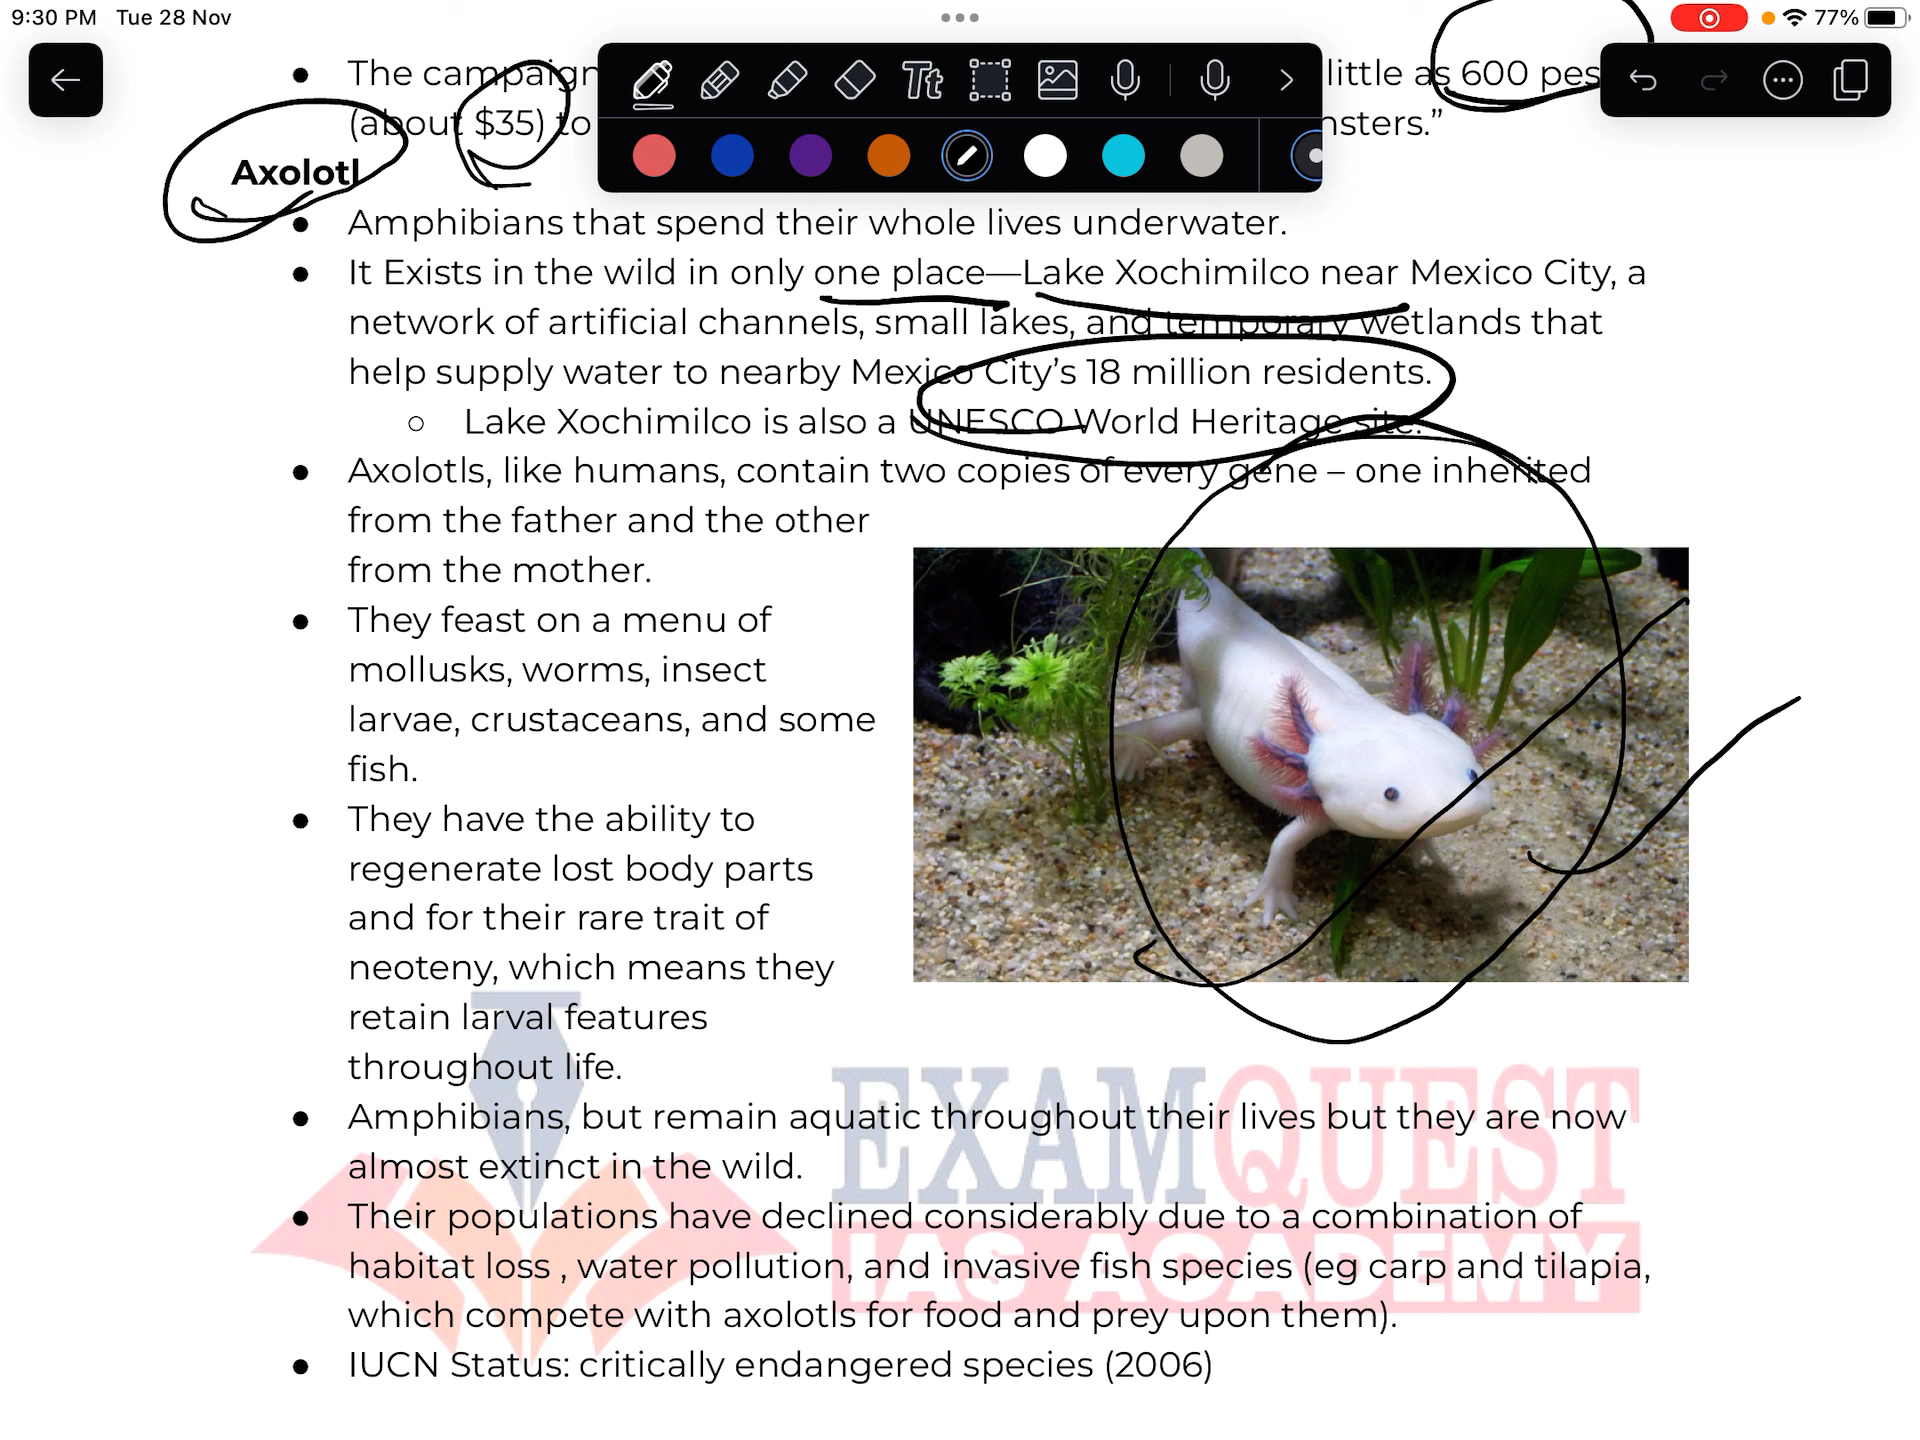 9:30 PM Tue 28 Nov
77%
The campaign
little as 600 pes
(about $35) to
nsters.”
Tt
Axolotl
● Amphibians that spend their whole lives underwater.
● It Exists in the wild in only one place—Lake Xochimilco near Mexico City, a
network of artificial channels, small lakes, and temporary wetlands that
help supply water to nearby Mexico City’s 18 million residents.
○ Lake Xochimilco is also a UNESCO World Heritage site.
● Axolotls, like humans, contain two copies of every gene – one inherited
from the father and the other
from the mother.
● They feast on a menu of
mollusks, worms, insect
larvae, crustaceans, and some
fish.
● They have the ability to
regenerate lost body parts
and for their rare trait of
neoteny, which means they
retain larval features
throughout life.
● Amphibians, but remain aquatic throughout their lives but they are now
almost extinct in the wild.
● Their populations have declined considerably due to a combination of
habitat loss , water pollution, and invasive fish species (eg carp and tilapia,
which compete with axolotls for food and prey upon them).
● IUCN Status: critically endangered species (2006)
EXAMQUEST
IAS ACADEMY